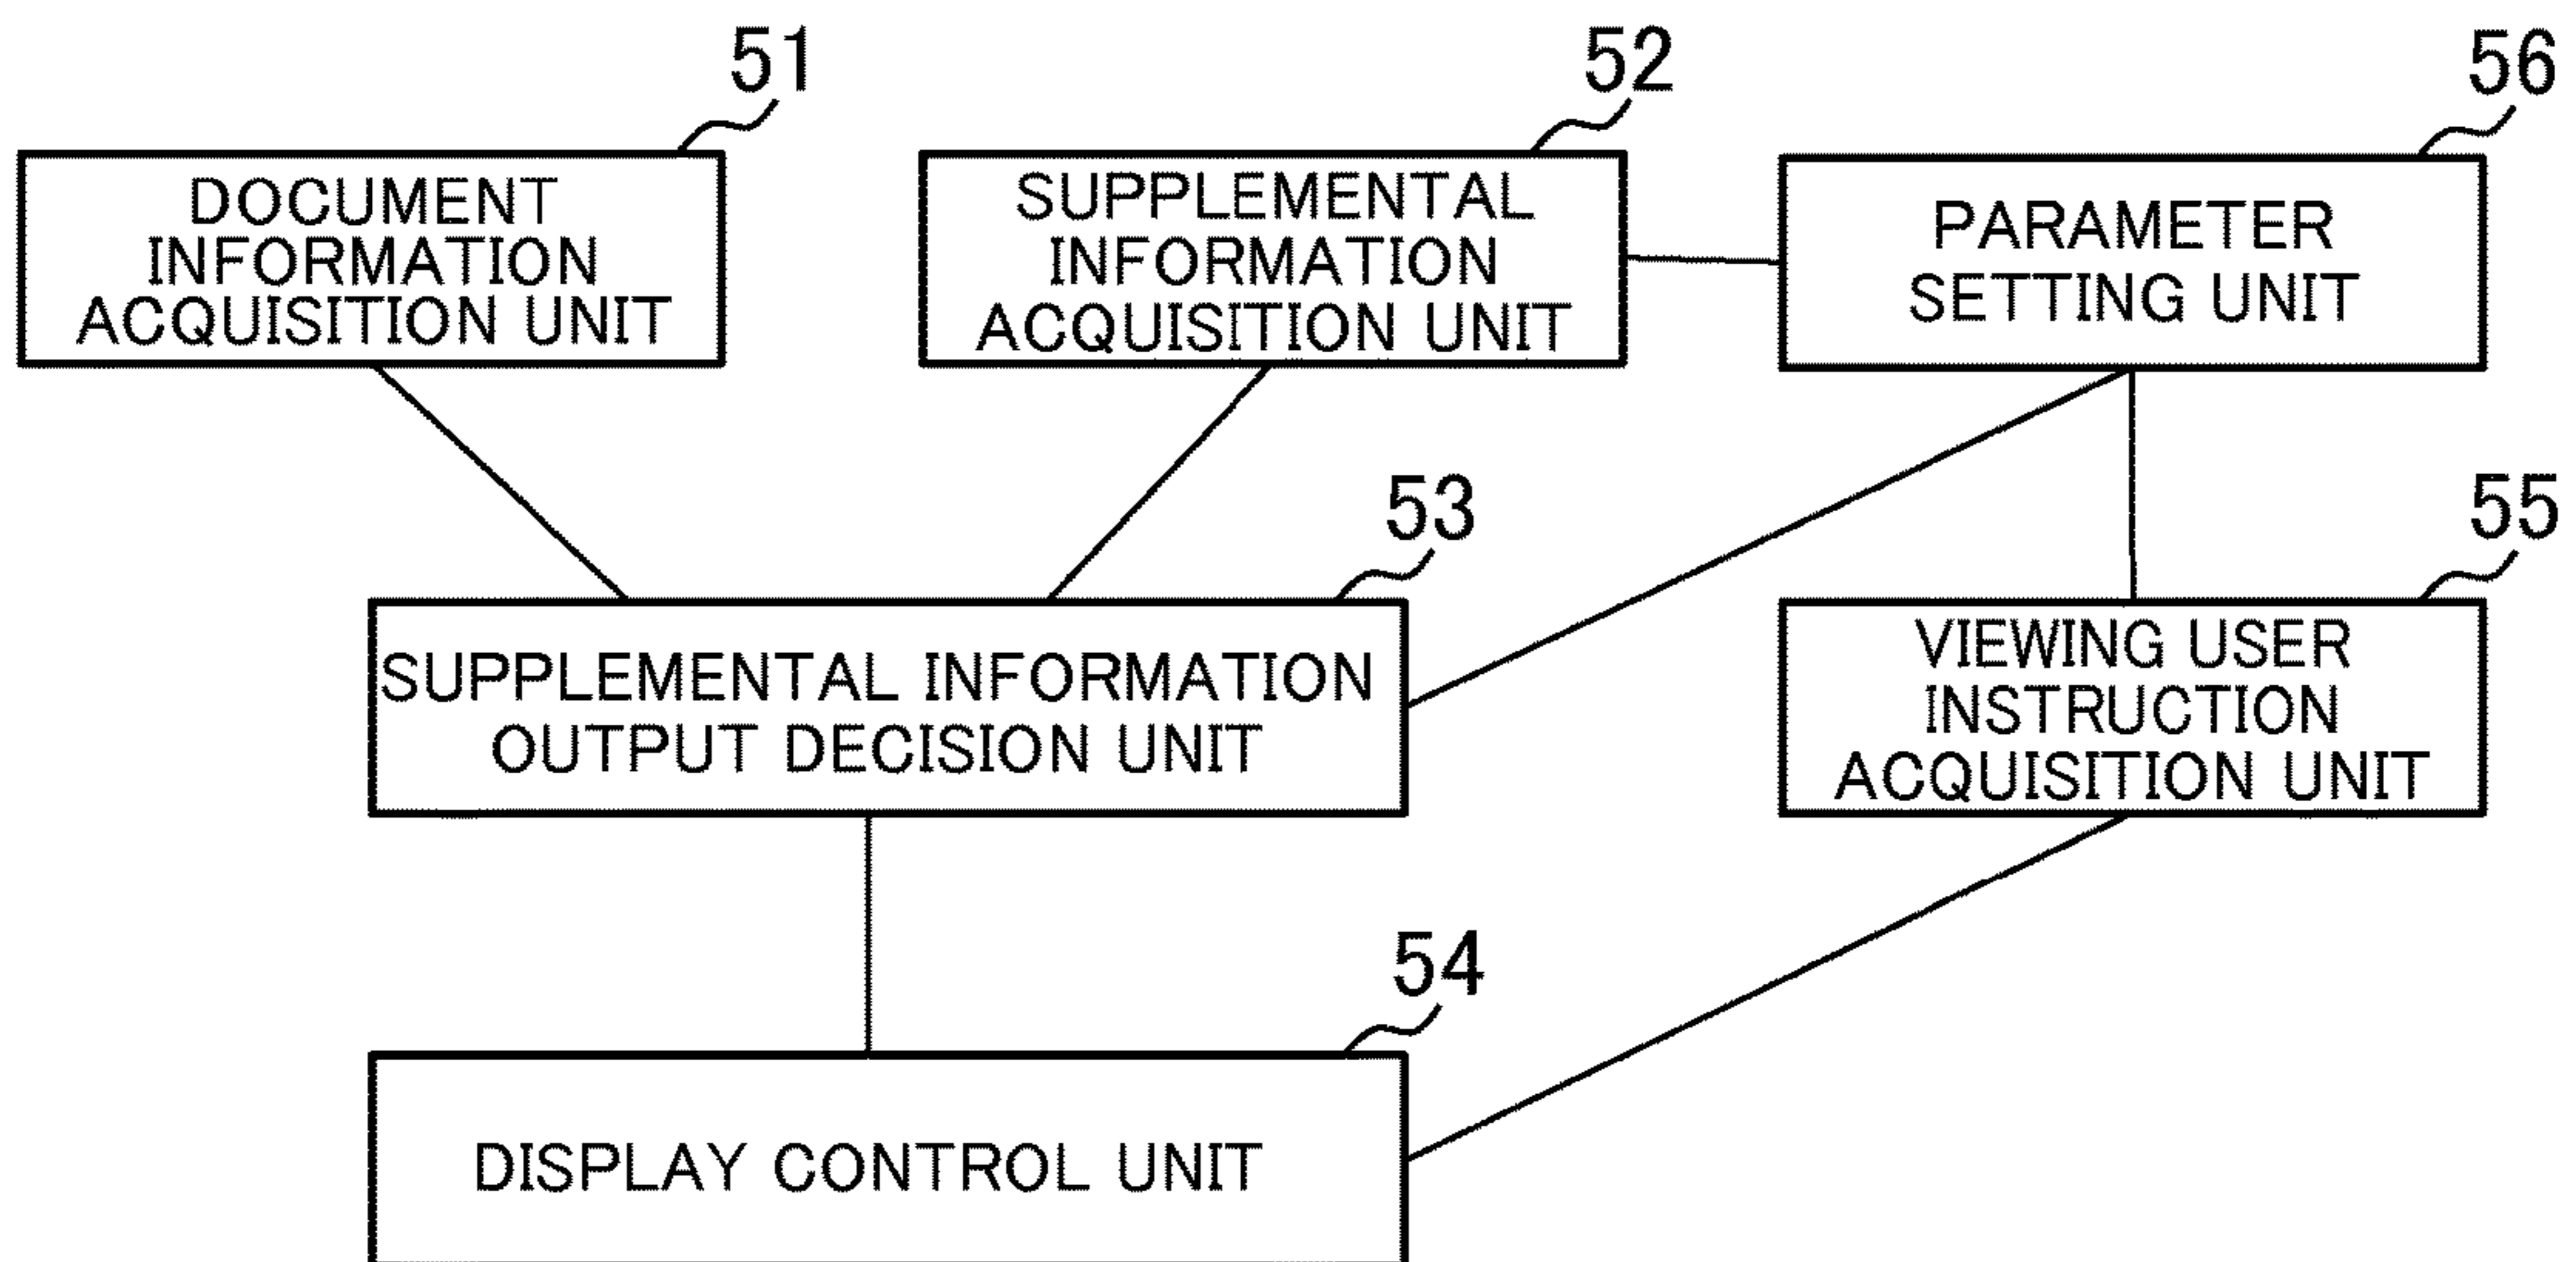 51
DOCUMENT
INFORMATION
ACQUISITION UNIT
52
SUPPLEMENTAL
INFORMATION
ACQUISITION UNIT
56
PARAMETER
SETTING UNIT
53
SUPPLEMENTAL INFORMATION
OUTPUT DECISION UNIT
55
VIEWING USER
INSTRUCTION
ACQUISITION UNIT
54
DISPLAY CONTROL UNIT